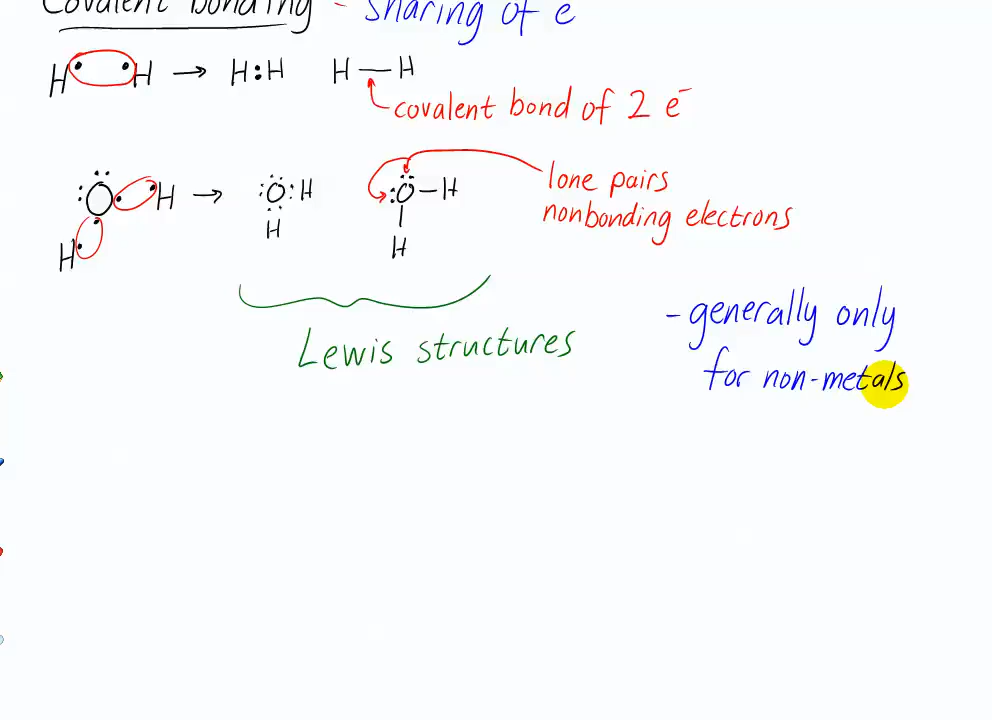 Covalent bonding - sharing of e
H· ·H → H:H H—H
covalent bond of 2 e⁻
:Ö· ·H → :Ö:H :Ö—H
H· H H
lone pairs
nonbonding electrons
Lewis structures
- generally only
for non-metals